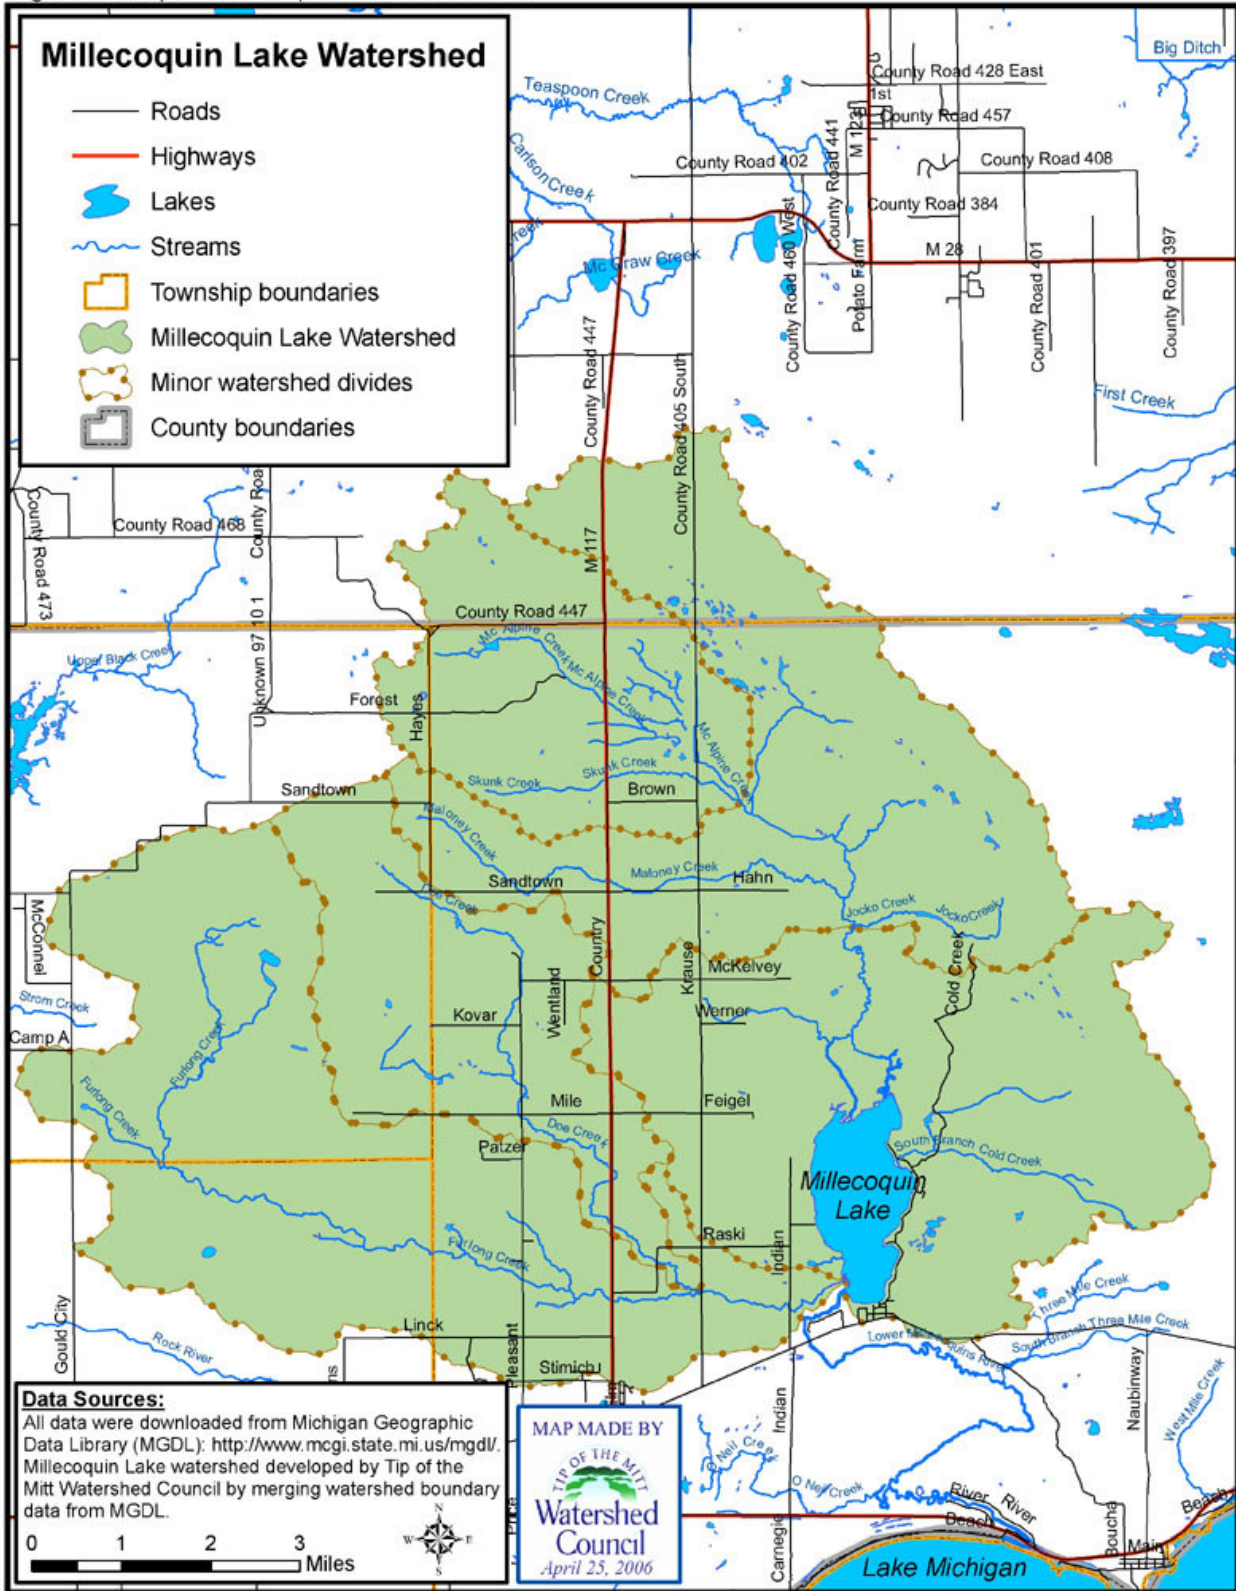 Millecoquin Lake Watershed
Roads
Highways
Lakes
Streams
Township boundaries
Millecoquin Lake Watershed
Minor watershed divides
County boundaries
Big Ditch
Teaspoon Creek
County Road 428 East
1st
County Road 457
M 123
County Road 441
Carlson Creek
County Road 402
County Road 408
County Road 384
County Road 460 West
Mc Graw Creek
M 28
Potato Farm
County Road 401
County Road 397
County Road 447
County Road 405 South
First Creek
County Road 473
County Road 468
M 117
County Road 447
Unknown 97 10 1
Upper Black Creek
Mc Alpine Creek
Mc Alpine Creek
Mc Alpine Creek
Forest
Hayes
Skunk Creek
Skunk Creek
Brown
Sandtown
Maloney Creek
Maloney Creek
Sandtown
Hahn
Doe Creek
Jocko Creek
Jocko Creek
McConnel
Country
Krause
McKelvey
Cold Creek
Wentland
Strom Creek
Kovar
Werner
Camp A
Furlong Creek
Furlong Creek
Mile
Feigel
Doe Creek
Patzer
South Branch Cold Creek
Millecoquin
Lake
Raski
Indian
Furlong Creek
Three Mile Creek
South Branch Three Mile Creek
Gould City
Linck
Rock River
Pleasant
Stimich
Indian
Naubinway
West Mile Creek
O Neil Creek
O Neil Creek
River
River
Beach
Beach
Boucha
Main
Carnegie
Lake Michigan
Data Sources:
All data were downloaded from Michigan Geographic
Data Library (MGDL): http://www.mcgi.state.mi.us/mgdl/.
Millecoquin Lake watershed developed by Tip of the
Mitt Watershed Council by merging watershed boundary
data from MGDL.
0 1 2 3
Miles
N
W E
S
MAP MADE BY
TIP OF THE MITT
Watershed
Council
April 25, 2006